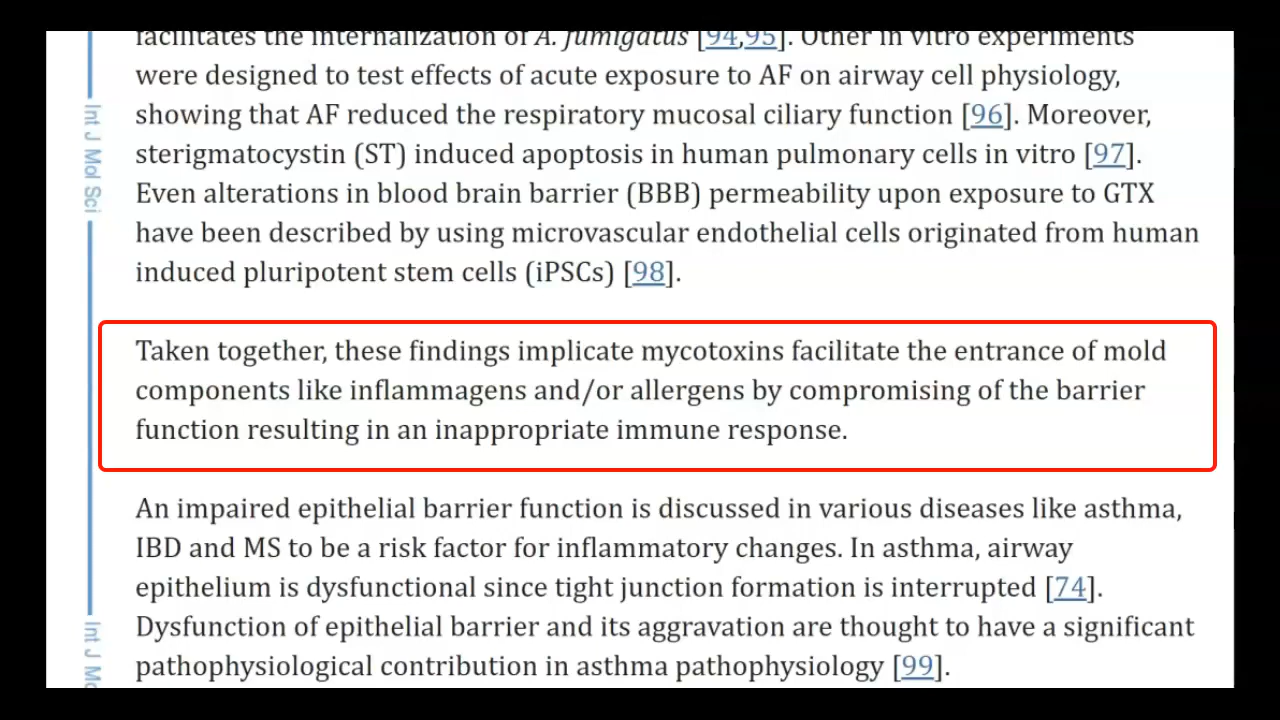 facilitates the internalization of A. fumigatus [94,95]. Other in vitro experiments
were designed to test effects of acute exposure to AF on airway cell physiology,
showing that AF reduced the respiratory mucosal ciliary function [96]. Moreover,
sterigmatocystin (ST) induced apoptosis in human pulmonary cells in vitro [97].
Even alterations in blood brain barrier (BBB) permeability upon exposure to GTX
have been described by using microvascular endothelial cells originated from human
induced pluripotent stem cells (iPSCs) [98].
Taken together, these findings implicate mycotoxins facilitate the entrance of mold
components like inflammagens and/or allergens by compromising of the barrier
function resulting in an inappropriate immune response.
An impaired epithelial barrier function is discussed in various diseases like asthma,
IBD and MS to be a risk factor for inflammatory changes. In asthma, airway
epithelium is dysfunctional since tight junction formation is interrupted [74].
Dysfunction of epithelial barrier and its aggravation are thought to have a significant
pathophysiological contribution in asthma pathophysiology [99].
Int J Mol Sci
Int J Mo